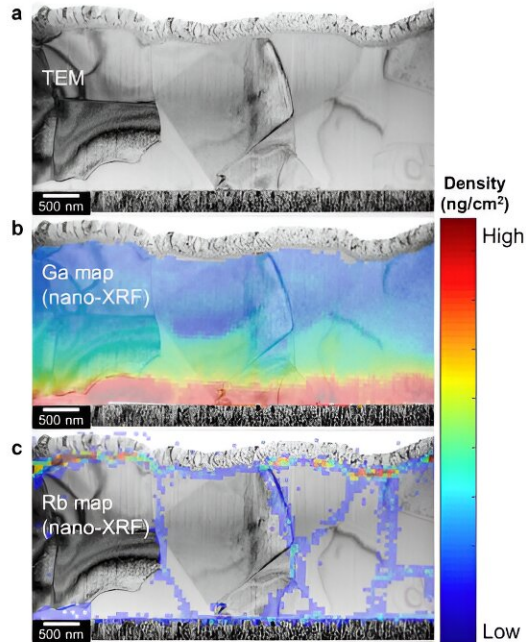 a
TEM
500 nm
Density
(ng/cm²)
High
b
Ga map
(nano-XRF)
500 nm
c
Rb map
(nano-XRF)
500 nm
Low